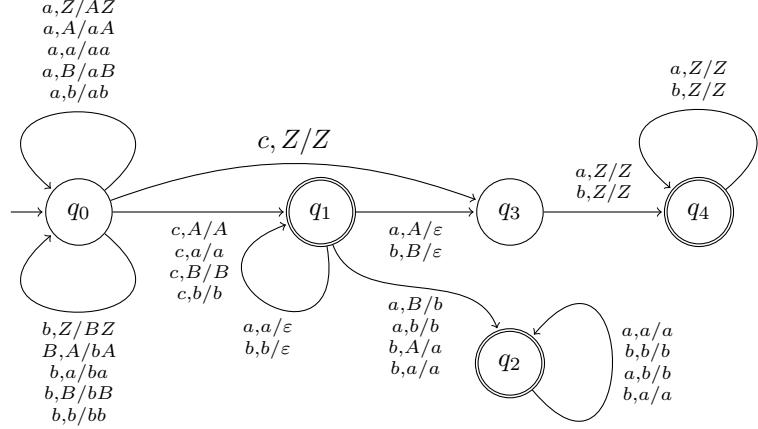 a,Z/AZ
a,A/aA
a,a/aa
a,B/aB
a,b/ab
c, Z/Z
a,Z/Z
b,Z/Z
a,Z/Z
b,Z/Z
q0
q1
q3
q4
c,A/A
c,a/a
c,B/B
c,b/b
a,A/ε
b,B/ε
a,a/ε
b,b/ε
a,B/b
a,b/b
b,A/a
b,a/a
q2
a,a/a
b,b/b
a,b/b
b,a/a
b,Z/BZ
B,A/bA
b,a/ba
b,B/bB
b,b/bb